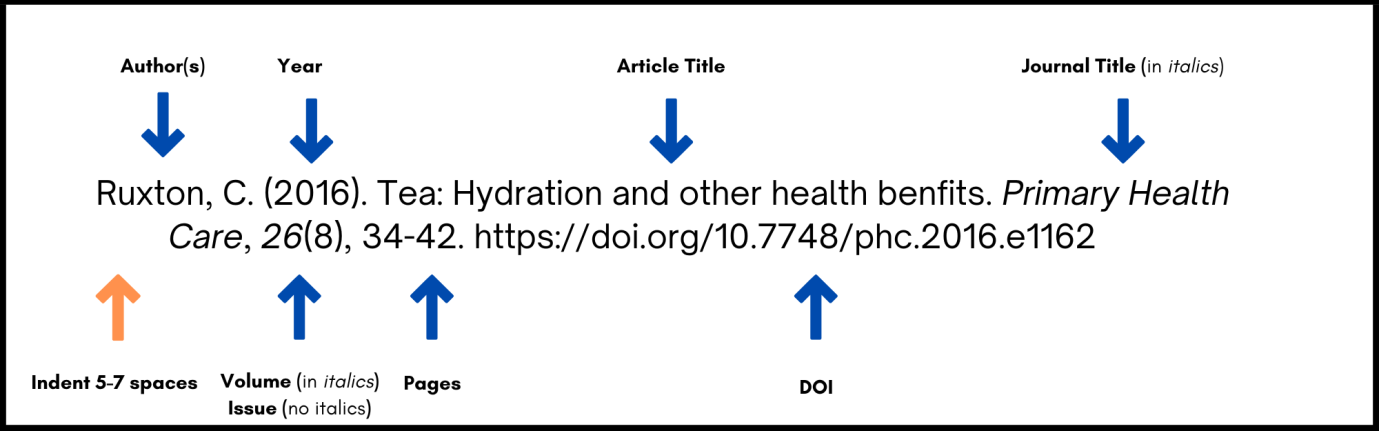 Author(s) Year Article Title Journal Title (in italics)
Ruxton, C. (2016). Tea: Hydration and other health benfits. Primary Health
Care, 26(8), 34-42. https://doi.org/10.7748/phc.2016.e1162
Indent 5-7 spaces Volume (in italics) Pages DOI
Issue (no italics)